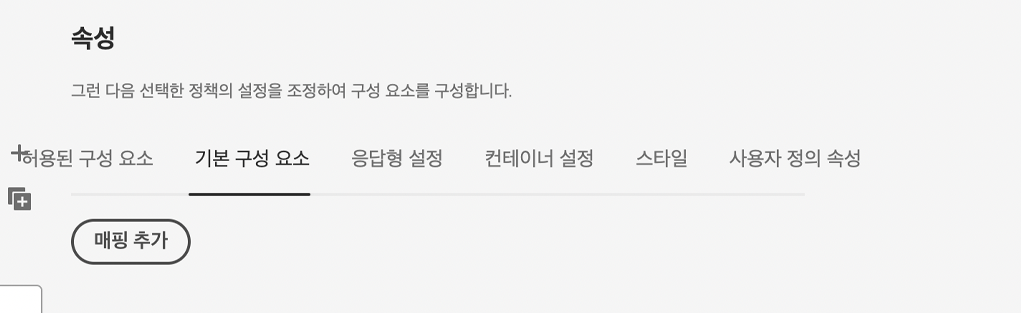 속성
그런 다음 선택한 정책의 설정을 조정하여 구성 요소를 구성합니다.
허용된 구성 요소 기본 구성 요소 응답형 설정 컨테이너 설정 스타일 사용자 정의 속성
매핑 추가